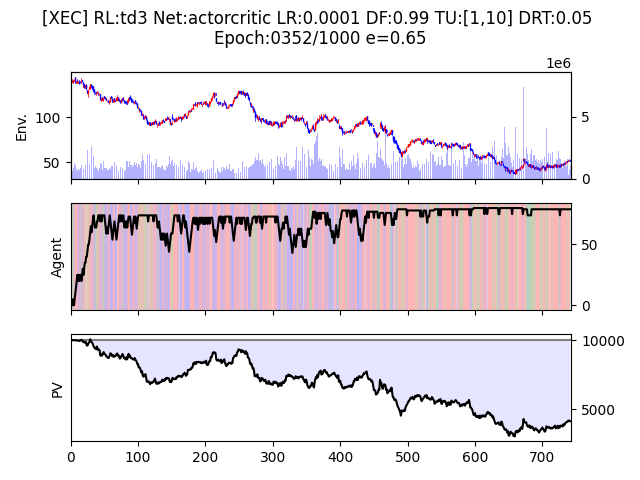 [XEC] RL:td3 Net:actorcritic LR:0.0001 DF:0.99 TU:[1,10] DRT:0.05
Epoch:0352/1000 e=0.65
1e6
Env.
100
50
5
0
Agent
50
0
PV
10000
5000
0 100 200 300 400 500 600 700